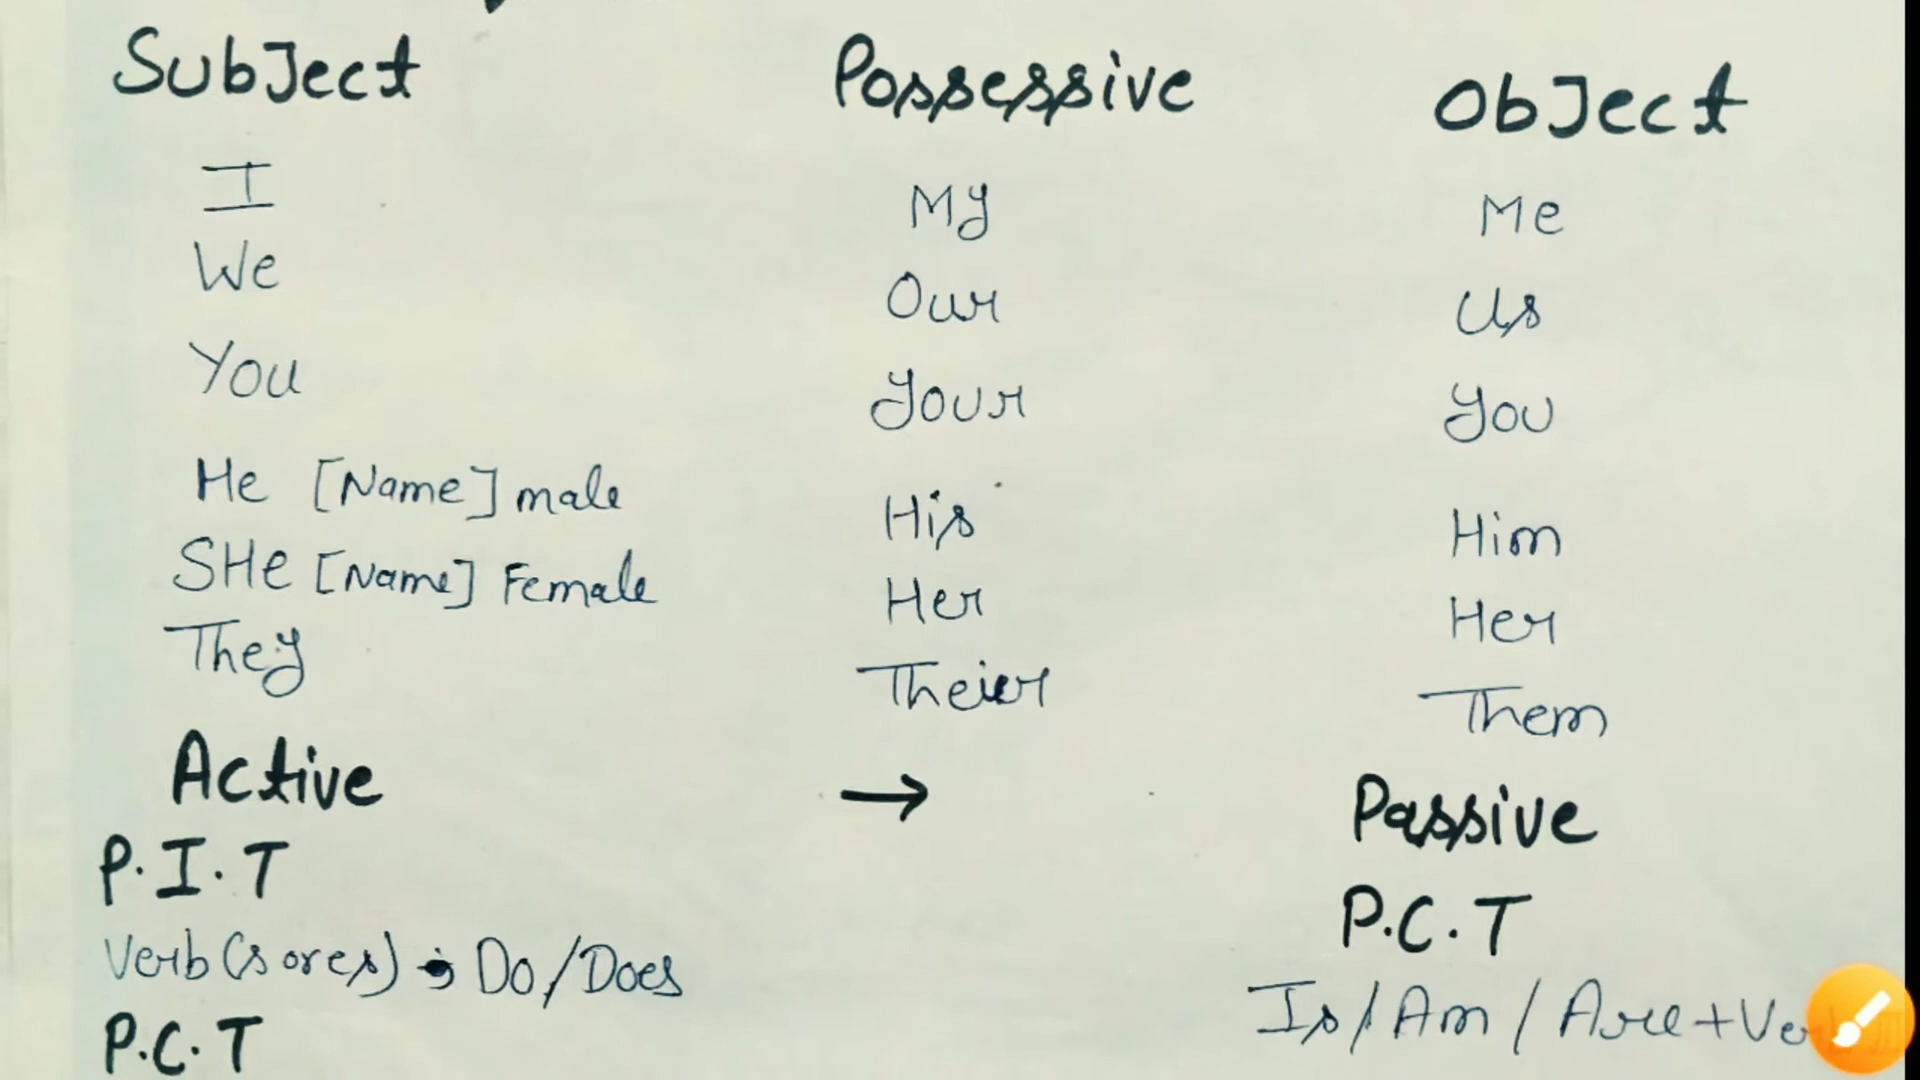 SubJect Possessive ObJect
I My Me
We Our Us
You Your You
He [Name] male His Him
SHe [Name] Female Her Her
They Their Them
Active → Passive
P.I.T P.C.T
Verb (s or es) ; Do/Does Is/Am/Are+Ve
P.C.T